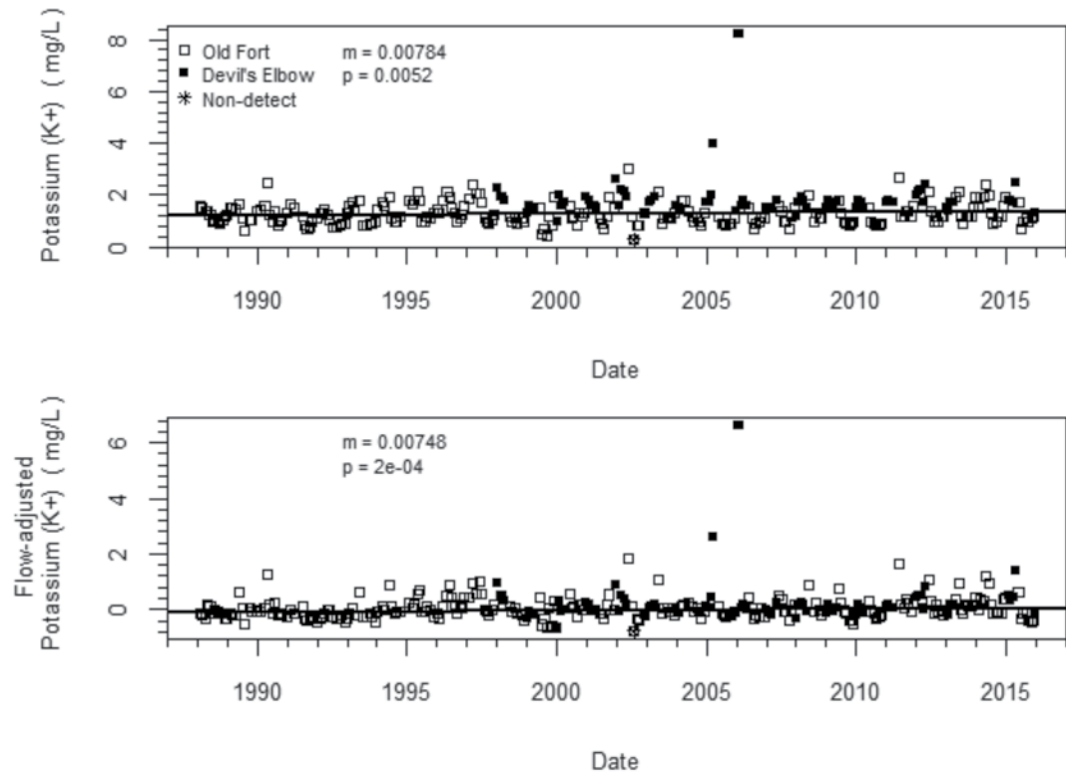 Potassium (K+) ( mg/L )
8
6
4
2
0
Old Fort
Devil's Elbow
Non-detect
m = 0.00784
p = 0.0052
1990 1995 2000 2005 2010 2015
Date
Flow-adjusted
Potassium (K+) ( mg/L )
6
4
2
0
m = 0.00748
p = 2e-04
1990 1995 2000 2005 2010 2015
Date